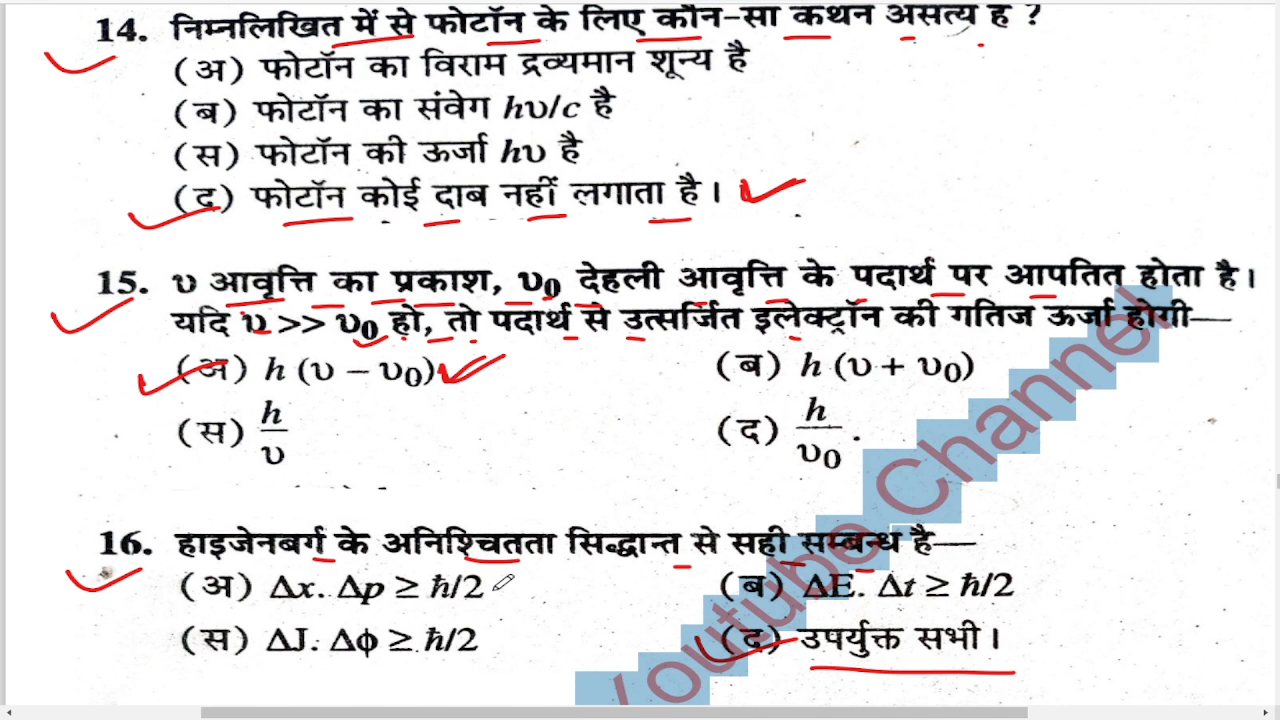 14. निम्नलिखित में से फोटॉन के लिए कौन-सा कथन असत्य ह ?
(अ) फोटॉन का विराम द्रव्यमान शून्य है
(ब) फोटॉन का संवेग hυ/c है
(स) फोटॉन की ऊर्जा hυ है
(द) फोटॉन कोई दाब नहीं लगाता है।
15. υ आवृत्ति का प्रकाश, υ₀ देहली आवृत्ति के पदार्थ पर आपतित होता है।
यदि υ >> υ₀ हो, तो पदार्थ से उत्सर्जित इलेक्ट्रॉन की गतिज ऊर्जा होगी—
(अ) h (υ – υ₀) (ब) h (υ + υ₀)
(स) h/υ (द) h/υ₀.
16. हाइजेनबर्ग के अनिश्चितता सिद्धान्त से सही सम्बन्ध है—
(अ) Δx. Δp ≥ ħ/2 (ब) ΔE. Δt ≥ ħ/2
(स) ΔJ. Δϕ ≥ ħ/2 (द) उपर्युक्त सभी।
Youtube Channel